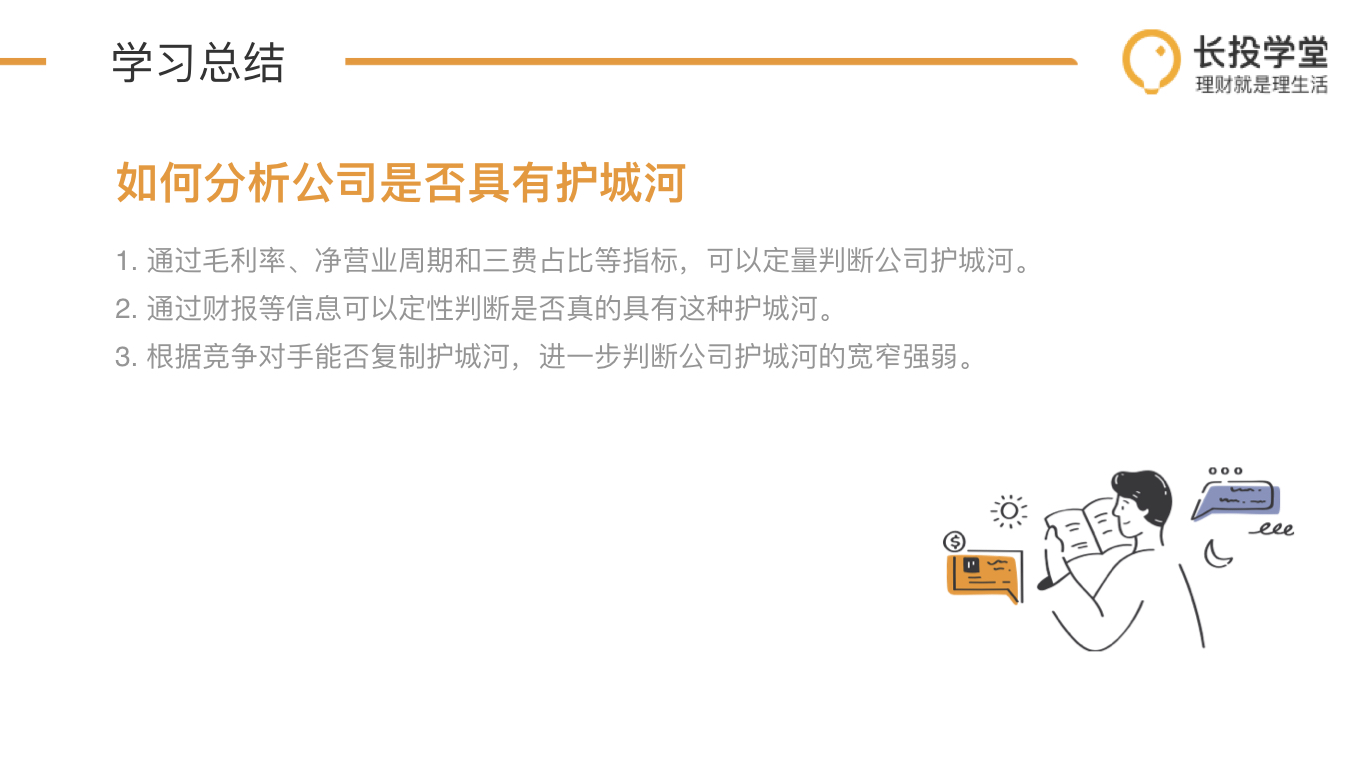 学习总结
长投学堂
理财就是理生活
如何分析公司是否具有护城河
1. 通过毛利率、净营业周期和三费占比等指标，可以定量判断公司护城河。
2. 通过财报等信息可以定性判断是否真的具有这种护城河。
3. 根据竞争对手能否复制护城河，进一步判断公司护城河的宽窄强弱。
$